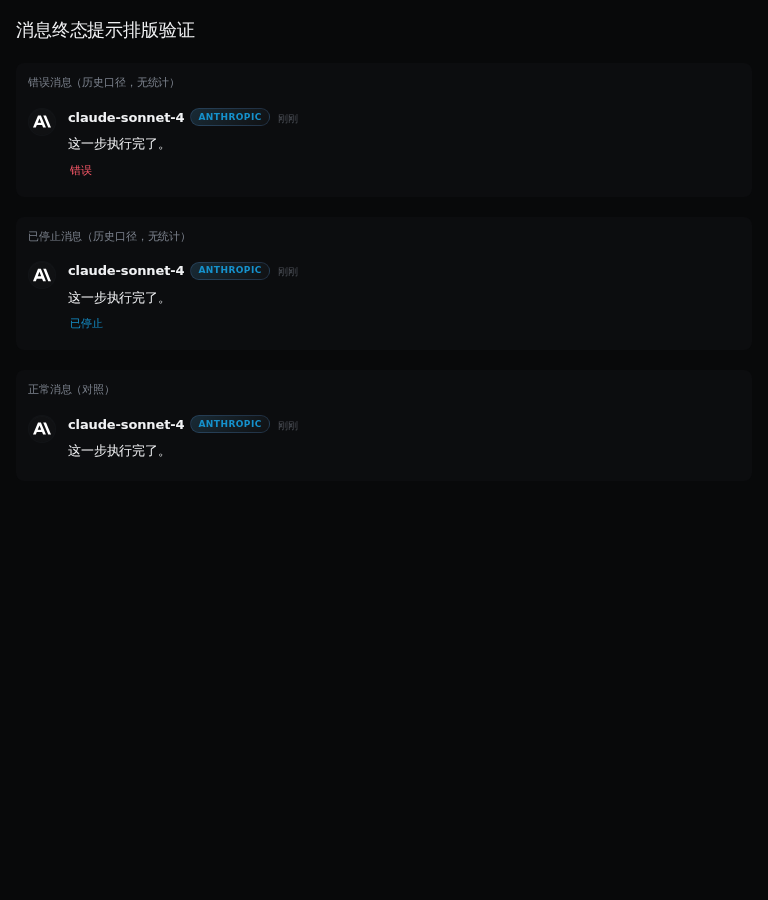 消息终态提示排版验证
错误消息（历史口径，无统计）
claude-sonnet-4 ANTHROPIC 刚刚
这一步执行完了。
错误
已停止消息（历史口径，无统计）
claude-sonnet-4 ANTHROPIC 刚刚
这一步执行完了。
已停止
正常消息（对照）
claude-sonnet-4 ANTHROPIC 刚刚
这一步执行完了。